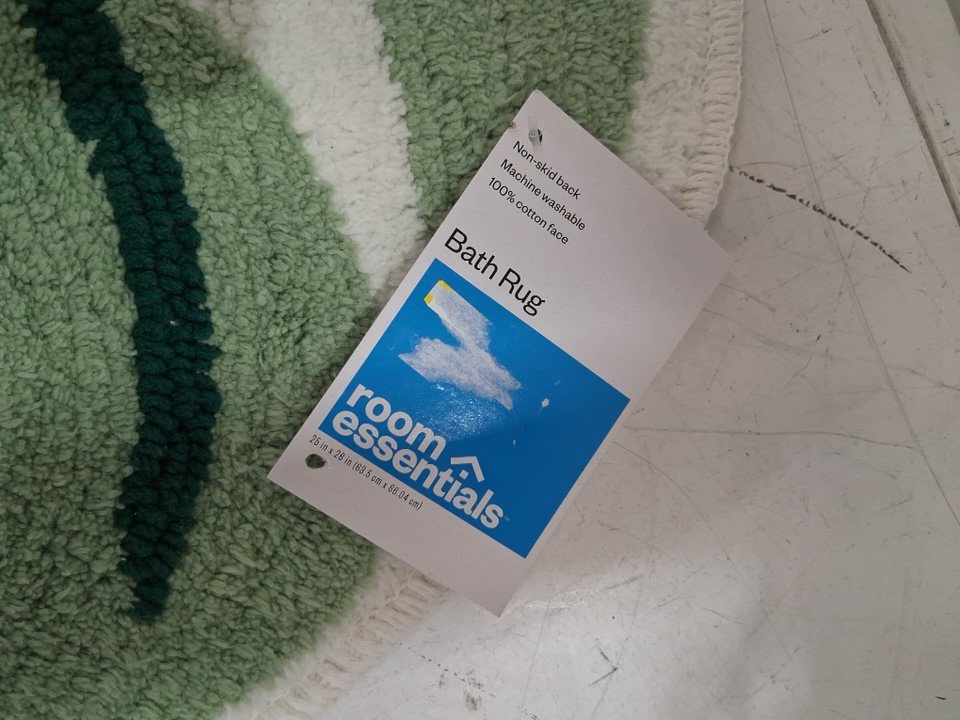 Non-skid back
Machine washable
100% cotton face
Bath Rug
room
essentials
25 in x 26 in (63.5 cm x 66.04 cm)